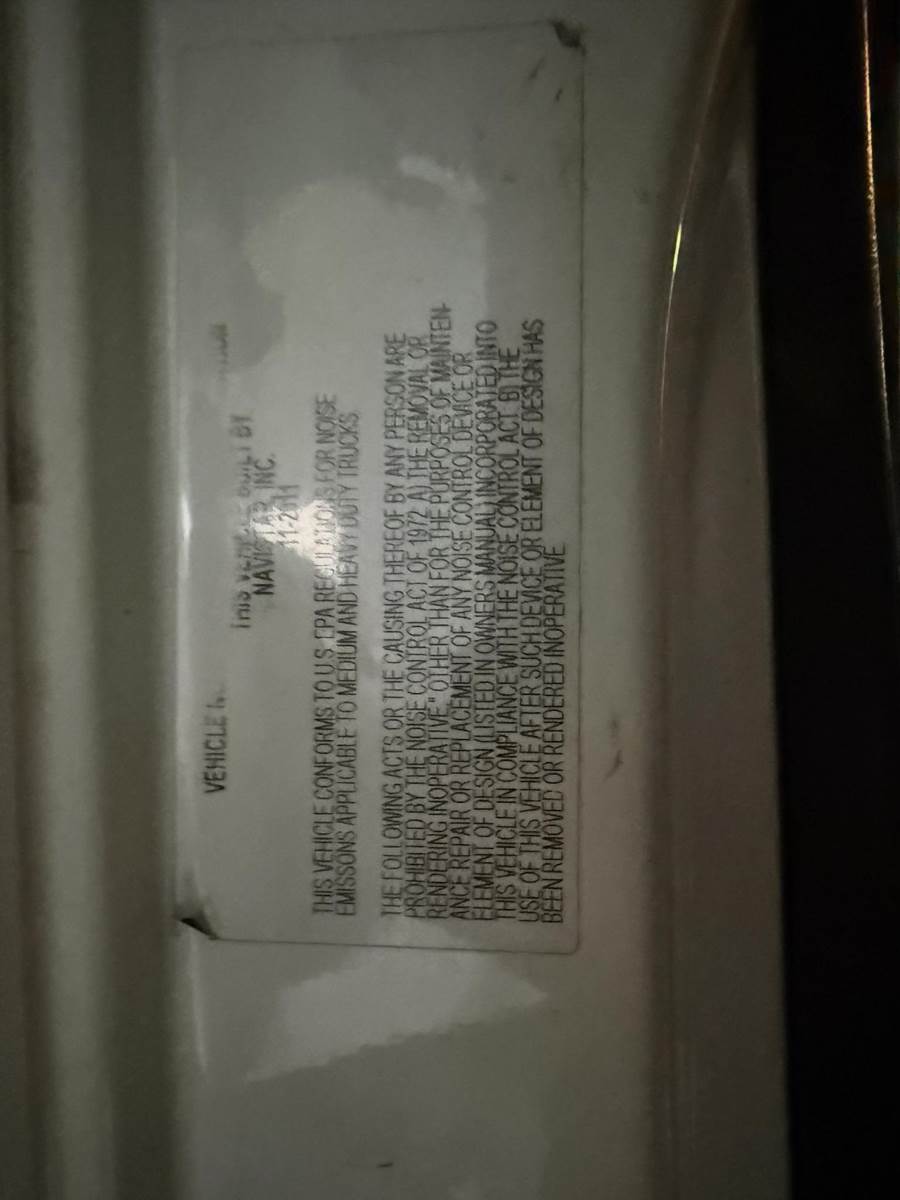 VEHICLE
THIS VEHICLE BUILT BY
NAVISTAR, INC.
11-2011
THIS VEHICLE CONFORMS TO U.S. EPA REGULATIONS FOR NOISE
EMISSONS APPLICABLE TO MEDIUM AND HEAVY DUTY TRUCKS.
THE FOLLOWING ACTS OR THE CAUSING THEREOF BY ANY PERSON ARE
PROHIBITED BY THE NOISE CONTROL ACT OF 1972 A) THE REMOVAL OR
RENDERING INOPERATIVE, OTHER THAN FOR THE PURPOSES OF MAINTEN-
ANCE REPAIR OR REPLACEMENT OF ANY NOISE CONTROL DEVICE OR
ELEMENT OF DESIGN (LISTED IN OWNERS MANUAL) INCORPORATED INTO
THIS VEHICLE IN COMPLIANCE WITH THE NOISE CONTROL ACT. B) THE
USE OF THIS VEHICLE AFTER SUCH DEVICE OR ELEMENT OF DESIGN HAS
BEEN REMOVED OR RENDERED INOPERATIVE